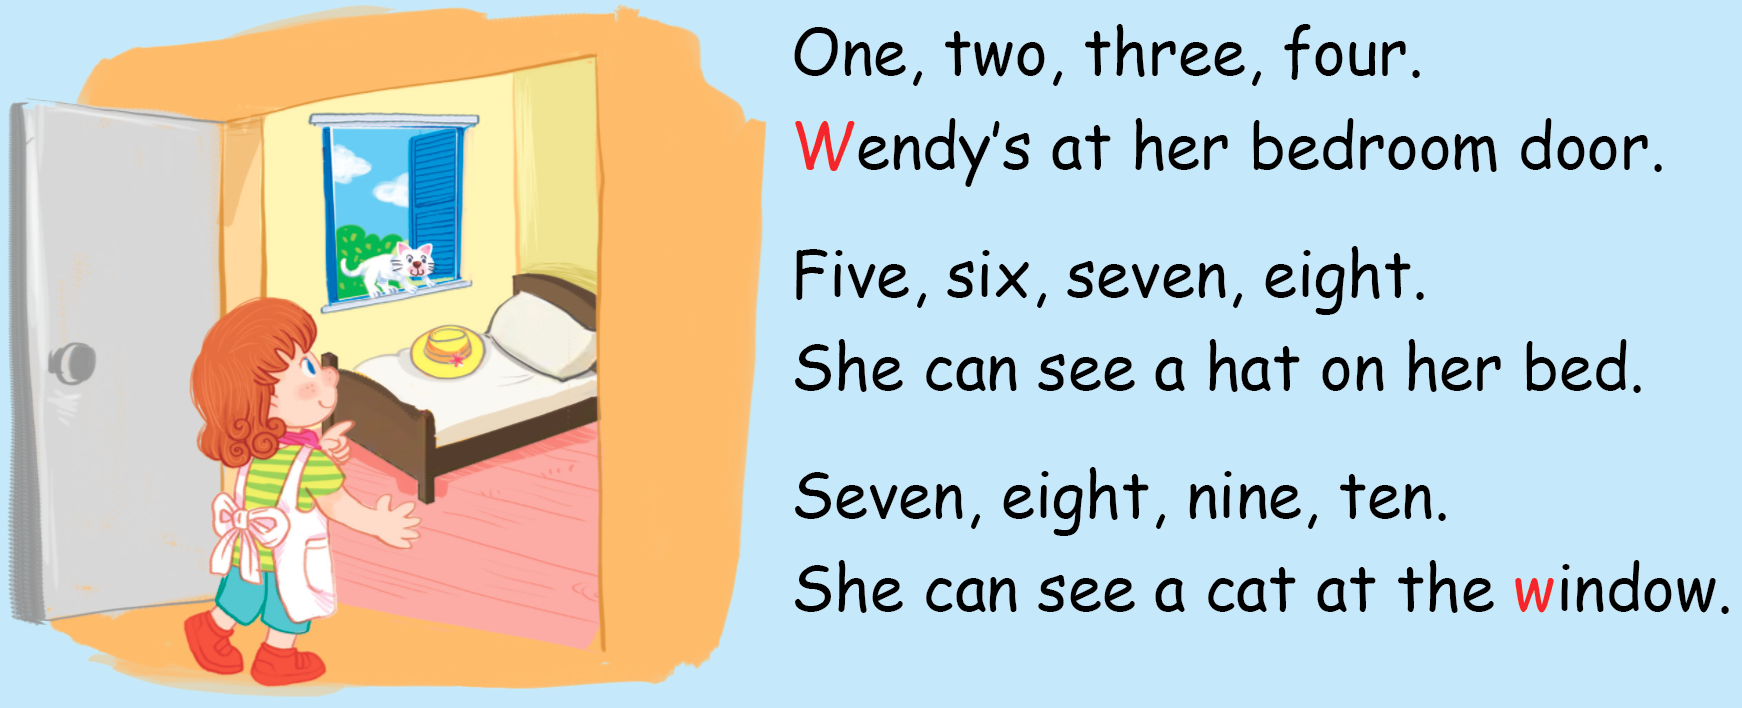 One, two, three, four.
Wendy's at her bedroom door.
Five, six, seven, eight.
She can see a hat on her bed.
Seven, eight, nine, ten.
She can see a cat at the window.